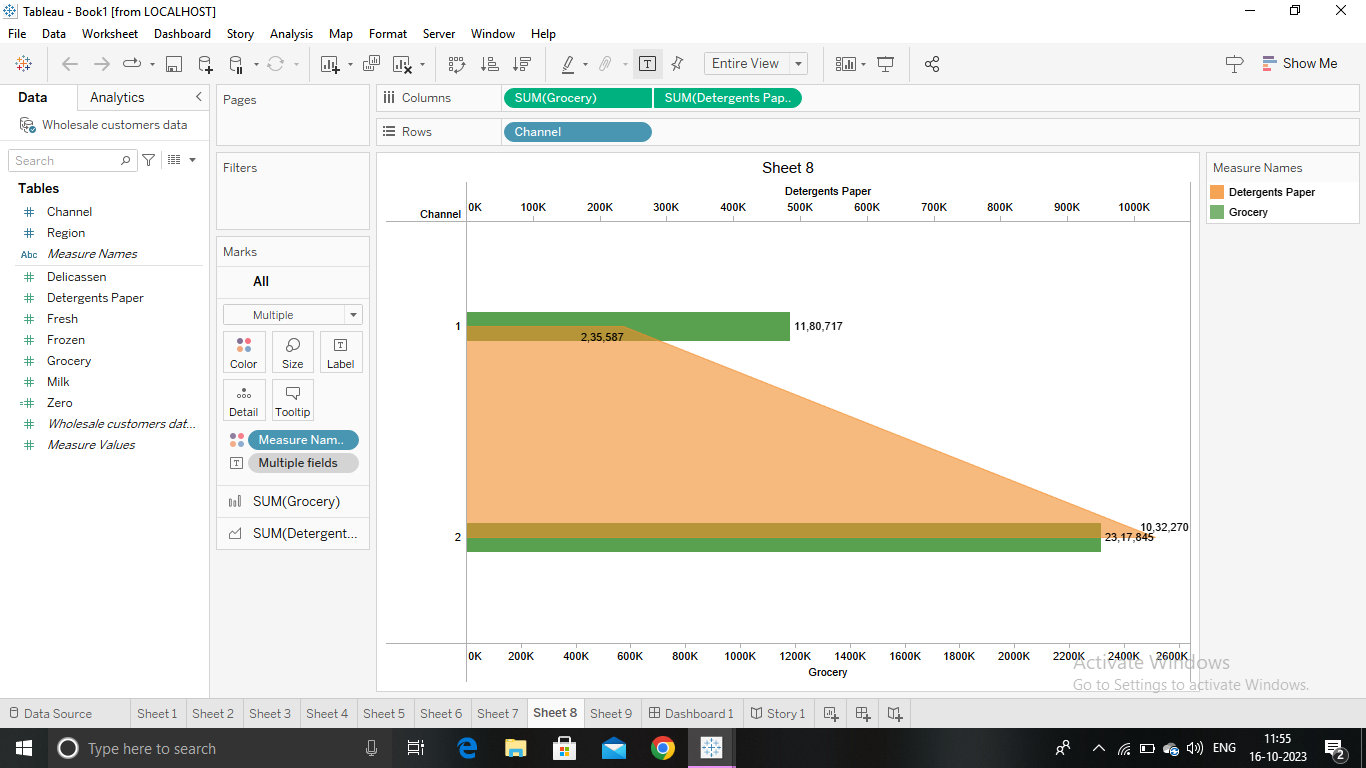 Tableau - Book1 [from LOCALHOST]
File Data Worksheet Dashboard Story Analysis Map Format Server Window Help
Entire View
Show Me
Data Analytics
Wholesale customers data
Search
Tables
Channel
Region
Abc Measure Names
Delicassen
Detergents Paper
Fresh
Frozen
Grocery
Milk
Zero
Wholesale customers dat...
Measure Values
Pages
Filters
Marks
All
Multiple
Color Size Label
Detail Tooltip
Measure Nam..
Multiple fields
SUM(Grocery)
SUM(Detergent...
Columns SUM(Grocery) SUM(Detergents Pap..
Rows Channel
Sheet 8
Detergents Paper
Channel 0K 100K 200K 300K 400K 500K 600K 700K 800K 900K 1000K
1 11,80,717
2,35,587
10,32,270
2 23,17,845
0K 200K 400K 600K 800K 1000K 1200K 1400K 1600K 1800K 2000K 2200K 2400K 2600K
Grocery
Measure Names
Detergents Paper
Grocery
Activate Windows
Go to Settings to activate Windows.
Data Source Sheet 1 Sheet 2 Sheet 3 Sheet 4 Sheet 5 Sheet 6 Sheet 7 Sheet 8 Sheet 9 Dashboard 1 Story 1
Type here to search
ENG
11:55
16-10-2023
2